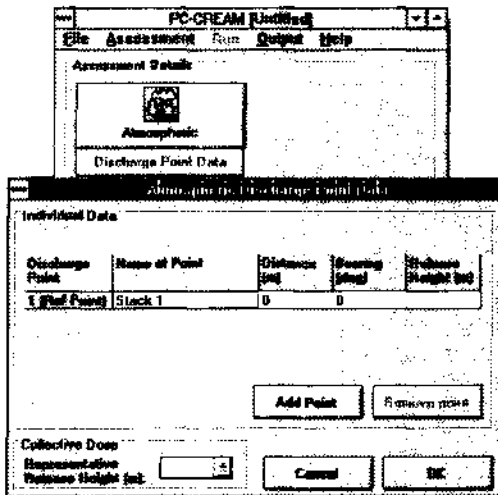 PC-CREAM [Untitled]
File Assessment Run Output Help
Assessment Details
Atmospheric
Discharge Point Data
Atmospheric Discharge Point Data
Individual Data
Discharge Point Name of Point Distance (m) Bearing (deg) Release Height (m)
1 (Ref Point) Stack 1 0 0
Add Point Remove point
Collective Dose
Representative
Release Height (m)
Cancel OK